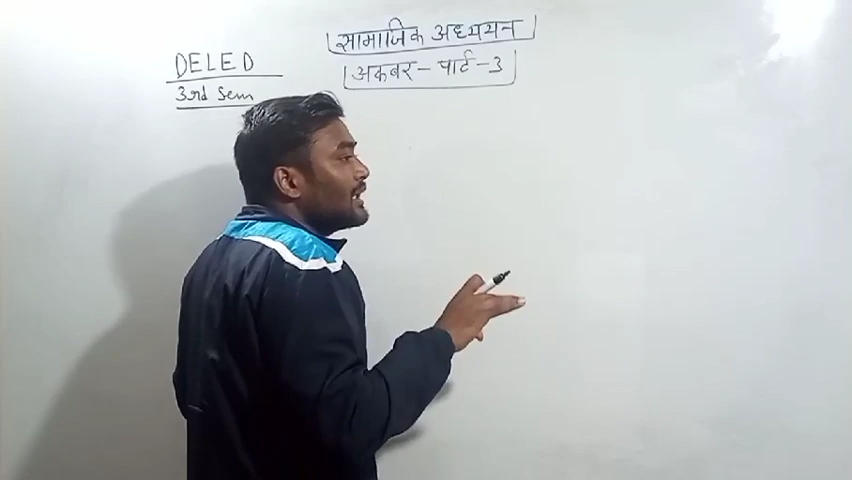 DELED
3rd Sem
सामाजिक अध्ययन
अकबर - पार्ट - 3